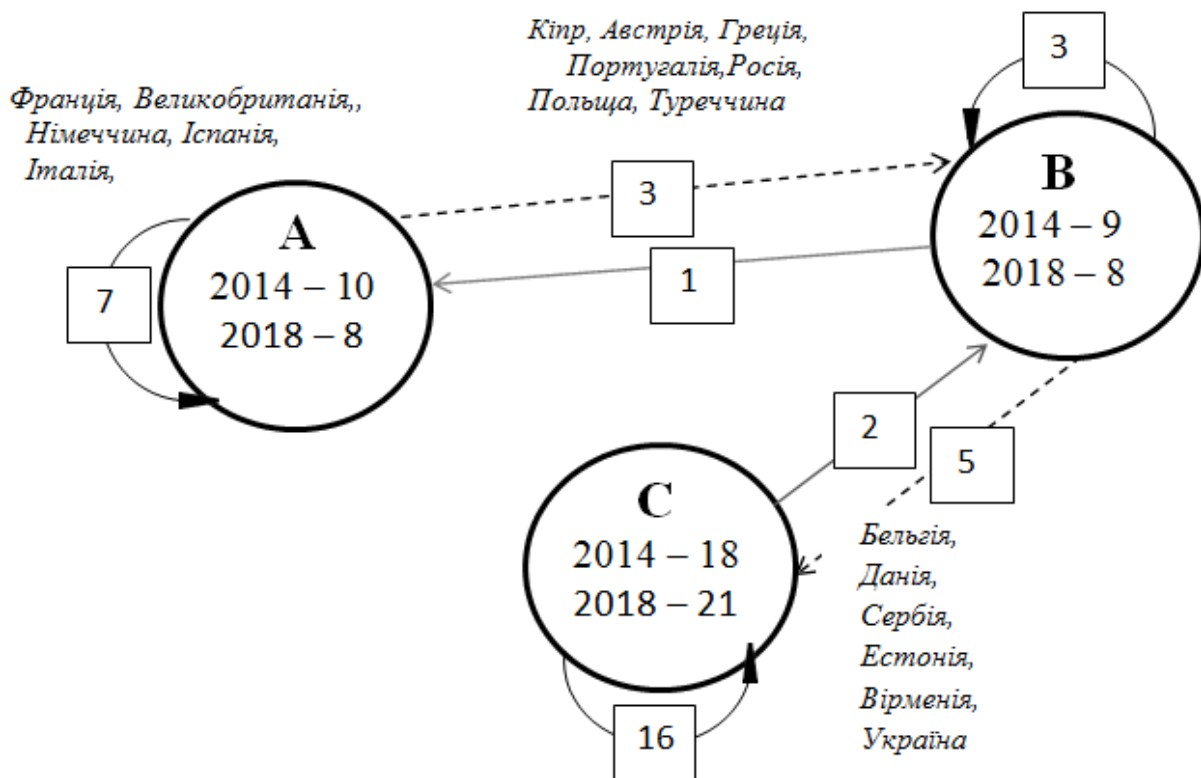 Кіпр, Австрія, Греція,
Португалія,Росія,
Польща, Туреччина
3
Франція, Великобританія,,
Німеччина, Іспанія,
Італія,
3
B
2014 – 9
2018 – 8
A
2014 – 10
2018 – 8
7
1
2
5
C
2014 – 18
2018 – 21
Бельгія,
Данія,
Сербія,
Естонія,
Вірменія,
Україна
16